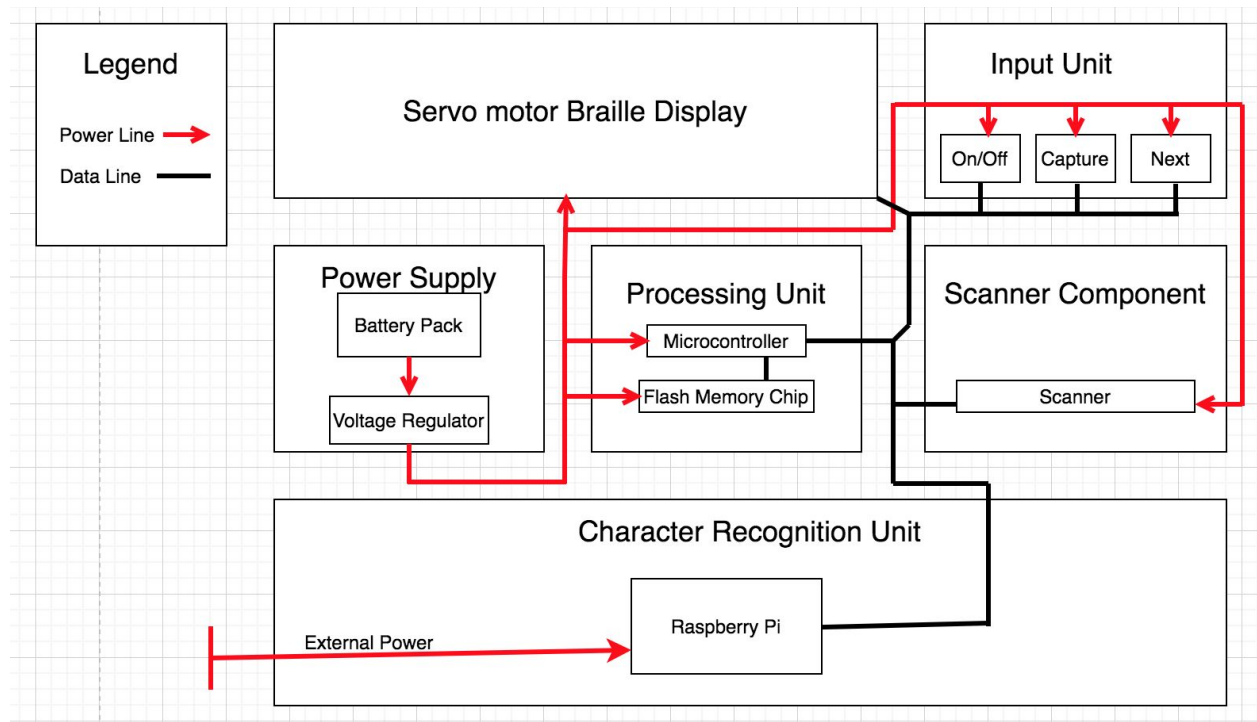 Legend
Power Line
Data Line
Servo motor Braille Display
Input Unit
On/Off
Capture
Next
Power Supply
Battery Pack
Voltage Regulator
Processing Unit
Microcontroller
Flash Memory Chip
Scanner Component
Scanner
Character Recognition Unit
Raspberry Pi
External Power